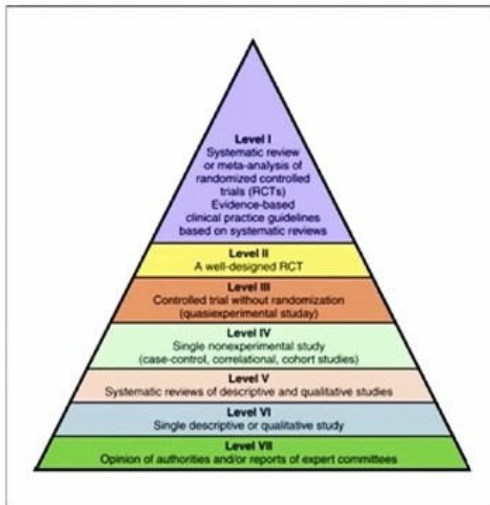 Level I
Systematic review
or meta-analysis of
randomized controlled
trials (RCTs)
Evidence-based
clinical practice guidelines
based on systematic reviews
Level II
A well-designed RCT
Level III
Controlled trial without randomization
(quasiexperimental studay)
Level IV
Single nonexperimental study
(case-control, correlational, cohort studies)
Level V
Systematic reviews of descriptive and qualitative studies
Level VI
Single descriptive or qualitative study
Level VII
Opinion of authorities and/or reports of expert committees